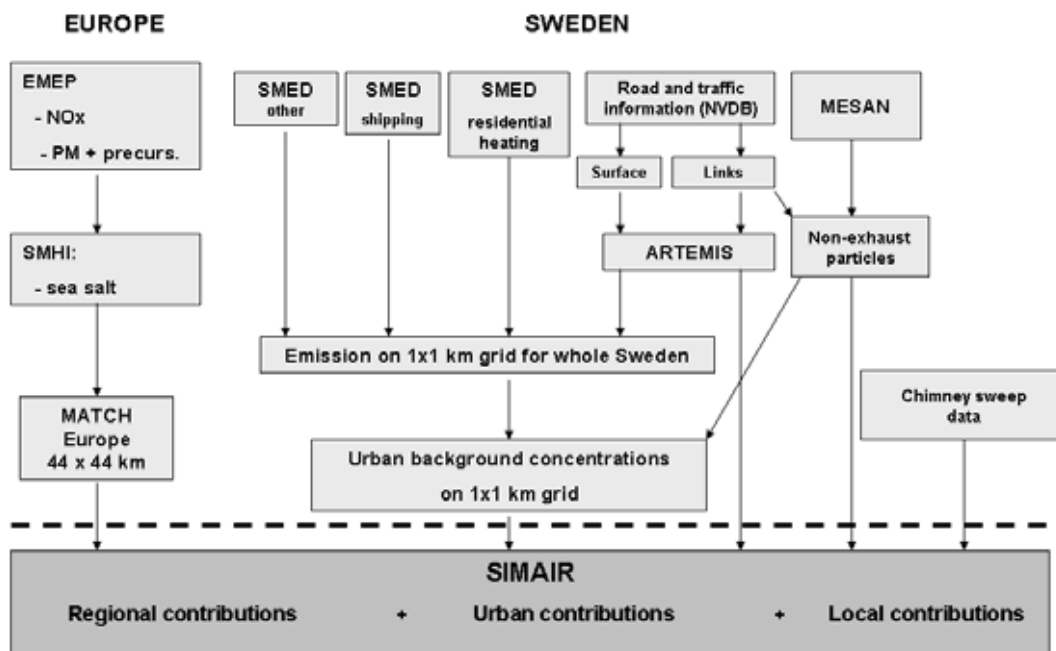 EUROPE
SWEDEN
EMEP
- NOx
- PM + precurs.
SMHI:
- sea salt
MATCH
Europe
44 x 44 km
SMED
other
SMED
shipping
SMED
residential
heating
Road and traffic
information (NVDB)
MESAN
Surface
Links
ARTEMIS
Non-exhaust
particles
Emission on 1x1 km grid for whole Sweden
Chimney sweep
data
Urban background concentrations
on 1x1 km grid
SIMAIR
Regional contributions + Urban contributions + Local contributions